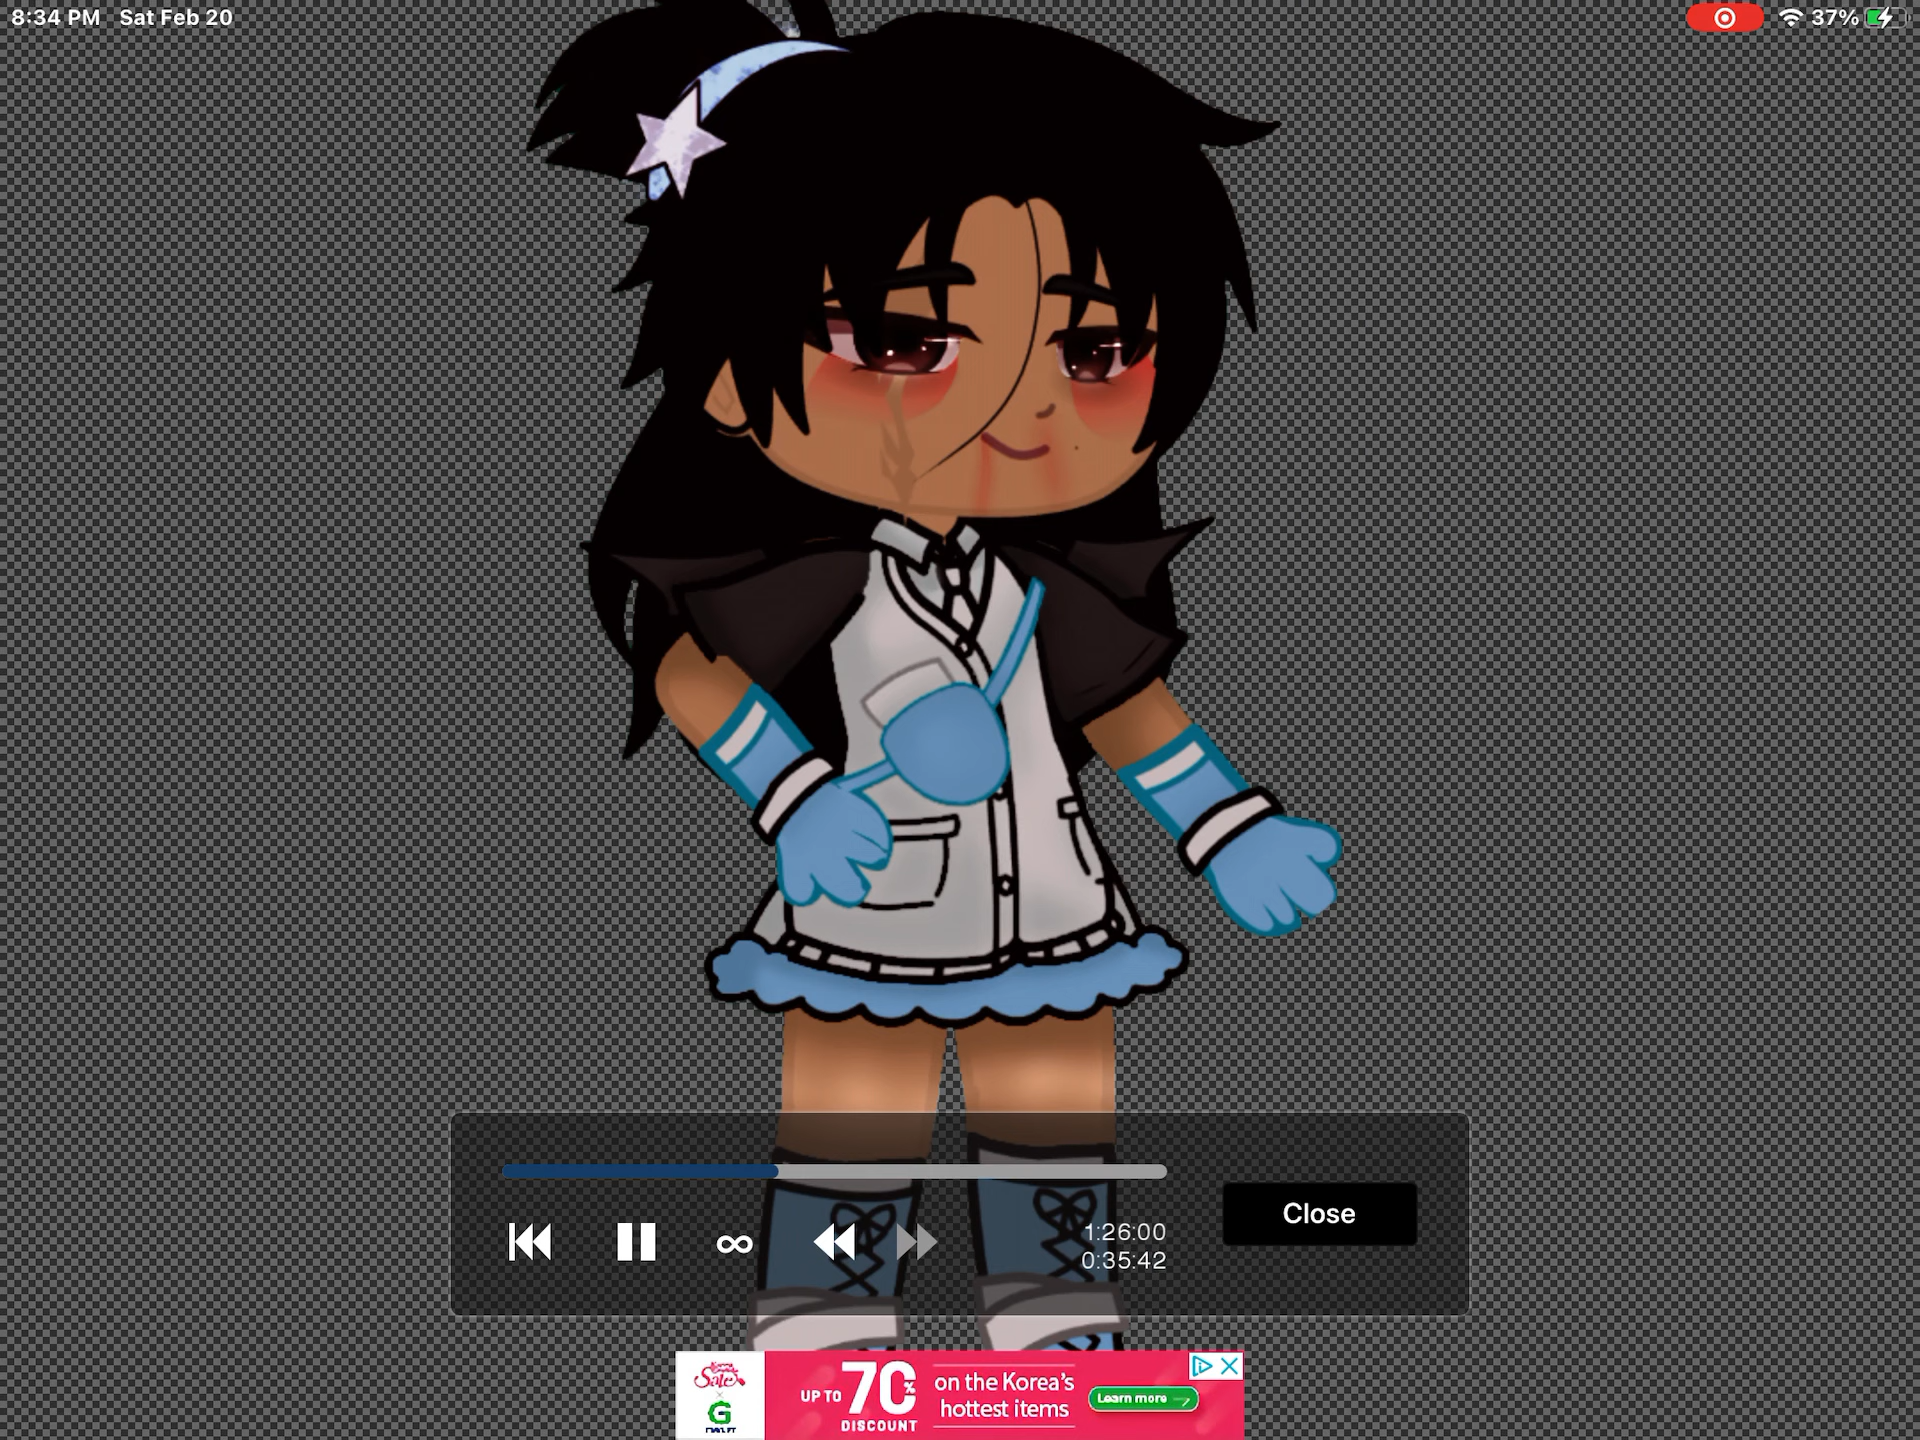 8:34 PM Sat Feb 20
37%
1:26:00
0:35:42
Close
Sale
G
UP TO 70% DISCOUNT
on the Korea's
hottest items
Learn more